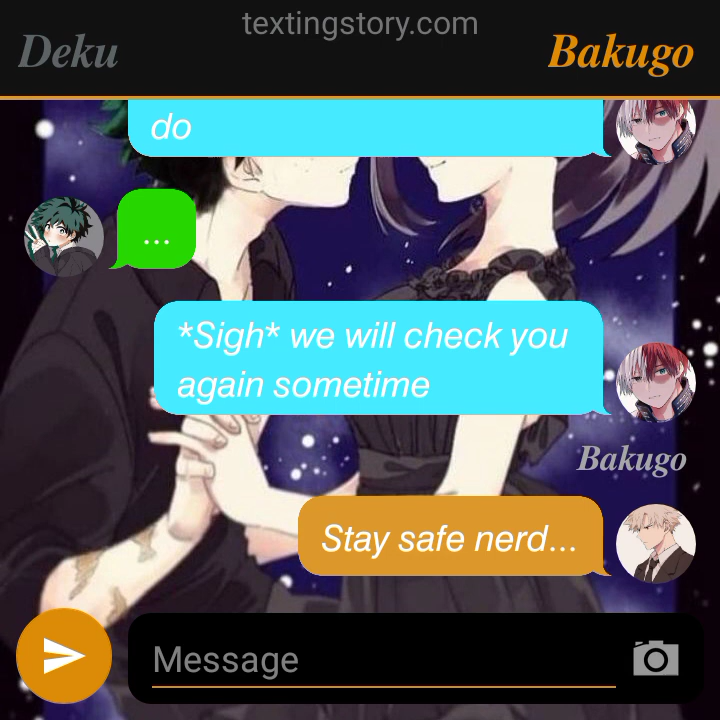 textingstory.com
Deku
Bakugo
do
...
*Sigh* we will check you
again sometime
Bakugo
Stay safe nerd...
Message